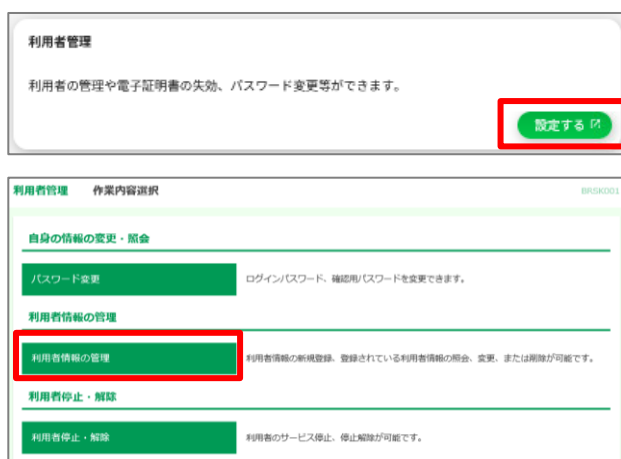 利用者管理
利用者の管理や電子証明書の失効、パスワード変更等ができます。
設定する
利用者管理 作業内容選択 BRSK001
自身の情報の変更・照会
パスワード変更 ログインパスワード、確認用パスワードを変更できます。
利用者情報の管理
利用者情報の管理 利用者情報の新規登録、登録されている利用者情報の照会、変更、または削除が可能です。
利用者停止・解除
利用者停止・解除 利用者のサービス停止、停止解除が可能です。